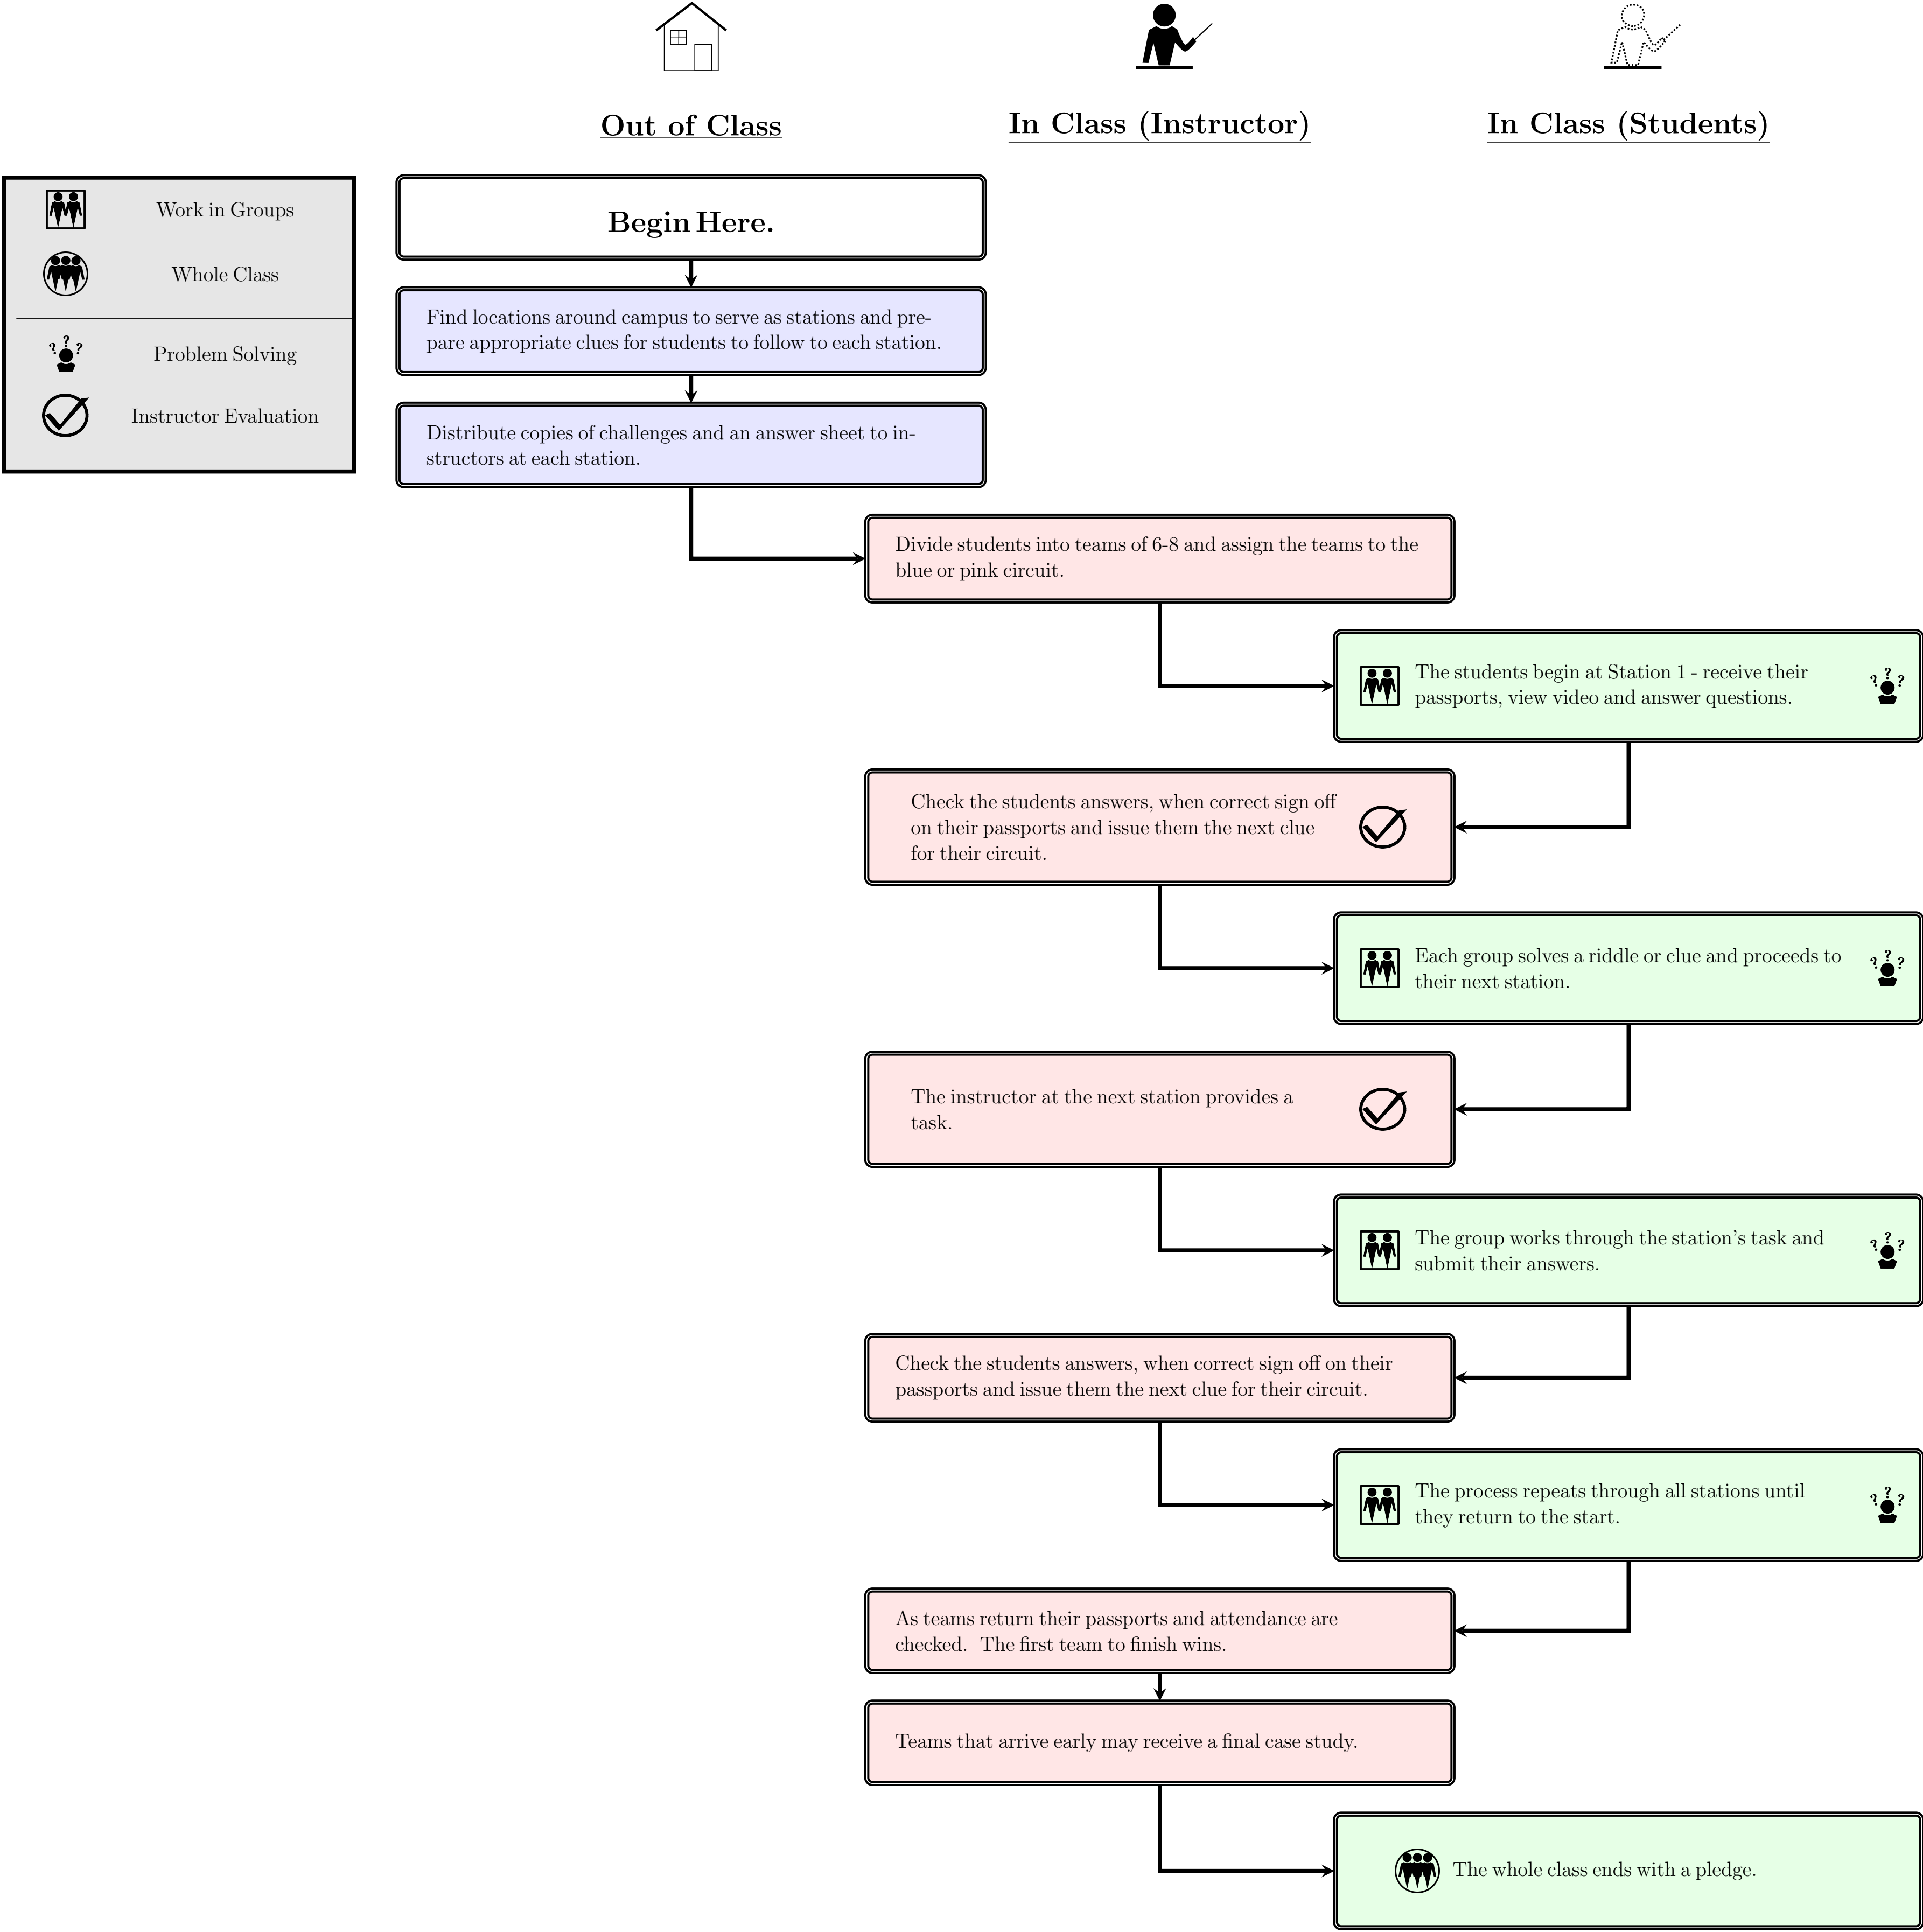 Out of Class
In Class (Instructor)
In Class (Students)
Work in Groups
Whole Class
Problem Solving
Instructor Evaluation
Begin Here.
Find locations around campus to serve as stations and pre-
pare appropriate clues for students to follow to each station.
Distribute copies of challenges and an answer sheet to in-
structors at each station.
Divide students into teams of 6-8 and assign the teams to the
blue or pink circuit.
The students begin at Station 1 - receive their
passports, view video and answer questions.
Check the students answers, when correct sign off
on their passports and issue them the next clue
for their circuit.
Each group solves a riddle or clue and proceeds to
their next station.
The instructor at the next station provides a
task.
The group works through the station's task and
submit their answers.
Check the students answers, when correct sign off on their
passports and issue them the next clue for their circuit.
The process repeats through all stations until
they return to the start.
As teams return their passports and attendance are
checked. The first team to finish wins.
Teams that arrive early may receive a final case study.
The whole class ends with a pledge.